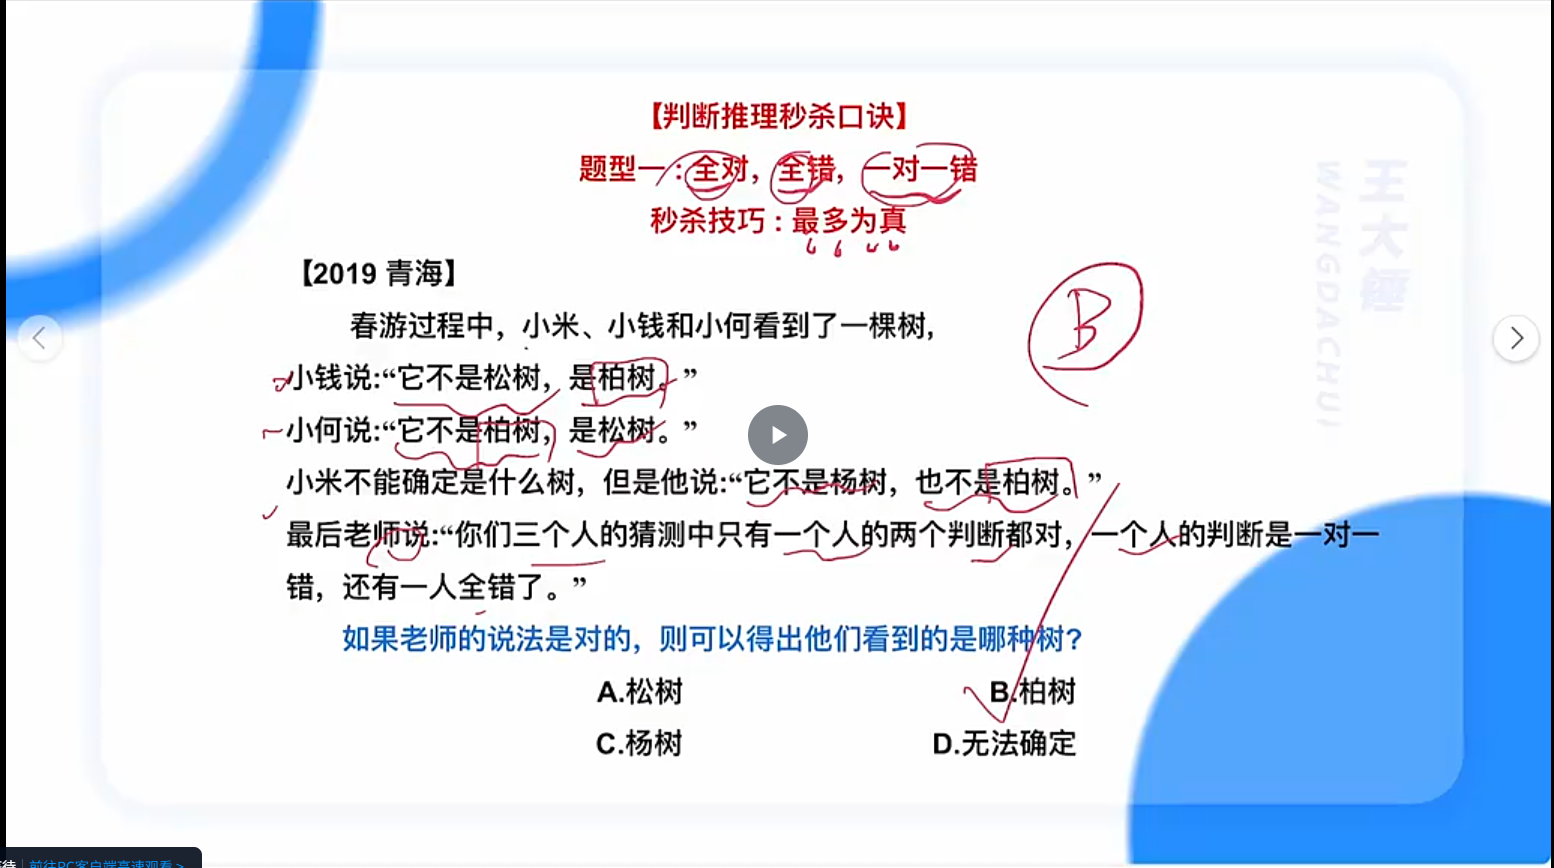 【判断推理秒杀口诀】
题型一：全对，全错，一对一错
秒杀技巧：最多为真
【2019 青海】
春游过程中，小米、小钱和小何看到了一棵树，
小钱说:“它不是松树，是柏树。”
小何说:“它不是柏树，是松树。”
小米不能确定是什么树，但是他说:“它不是杨树，也不是柏树。”
最后老师说:“你们三个人的猜测中只有一个人的两个判断都对，一个人的判断是一对一
错，还有一人全错了。”
如果老师的说法是对的，则可以得出他们看到的是哪种树?
A.松树
B.柏树
C.杨树
D.无法确定
B
王大锤
WANGDACHUI
待
前往PC客户端高速观看 >